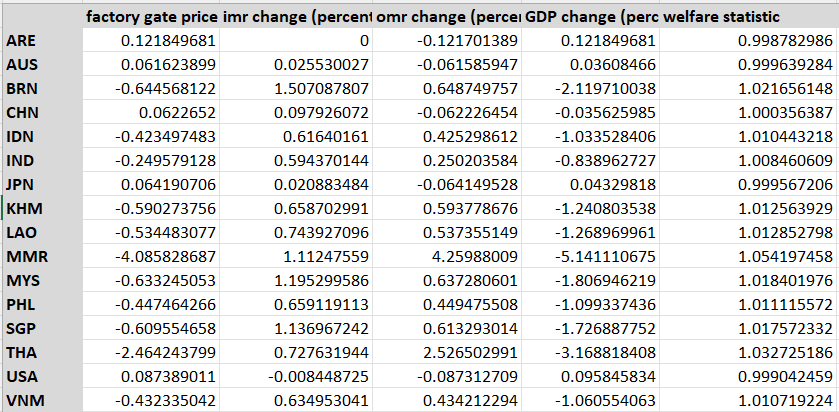 factory gate price imr change (percent omr change (percei GDP change (perc welfare statistic
ARE 0.121849681 0 -0.121701389 0.121849681 0.998782986
AUS 0.061623899 0.025530027 -0.061585947 0.03608466 0.999639284
BRN -0.644568122 1.507087807 0.648749757 -2.119710038 1.021656148
CHN 0.0622652 0.097926072 -0.062226454 -0.035625985 1.000356387
IDN -0.423497483 0.61640161 0.425298612 -1.033528406 1.010443218
IND -0.249579128 0.594370144 0.250203584 -0.838962727 1.008460609
JPN 0.064190706 0.020883484 -0.064149528 0.04329818 0.999567206
KHM -0.590273756 0.658702991 0.593778676 -1.240803538 1.012563929
LAO -0.534483077 0.743927096 0.537355149 -1.268969961 1.012852798
MMR -4.085828687 1.11247559 4.25988009 -5.141110675 1.054197458
MYS -0.633245053 1.195299586 0.637280601 -1.806946219 1.018401976
PHL -0.447464266 0.659119113 0.449475508 -1.099337436 1.011115572
SGP -0.609554658 1.136967242 0.613293014 -1.726887752 1.017572332
THA -2.464243799 0.727631944 2.526502991 -3.168818408 1.032725186
USA 0.087389011 -0.008448725 -0.087312709 0.095845834 0.999042459
VNM -0.432335042 0.634953041 0.434212294 -1.060554063 1.010719224